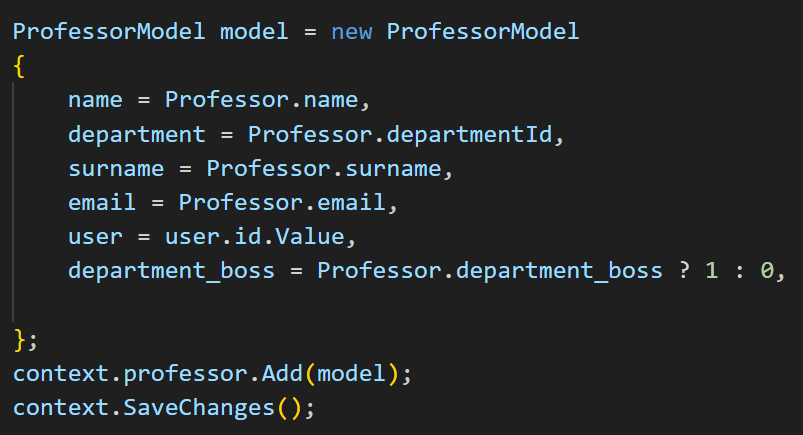 ProfessorModel model = new ProfessorModel
{
    name = Professor.name,
    department = Professor.departmentId,
    surname = Professor.surname,
    email = Professor.email,
    user = user.id.Value,
    department_boss = Professor.department_boss ? 1 : 0,
};
context.professor.Add(model);
context.SaveChanges();